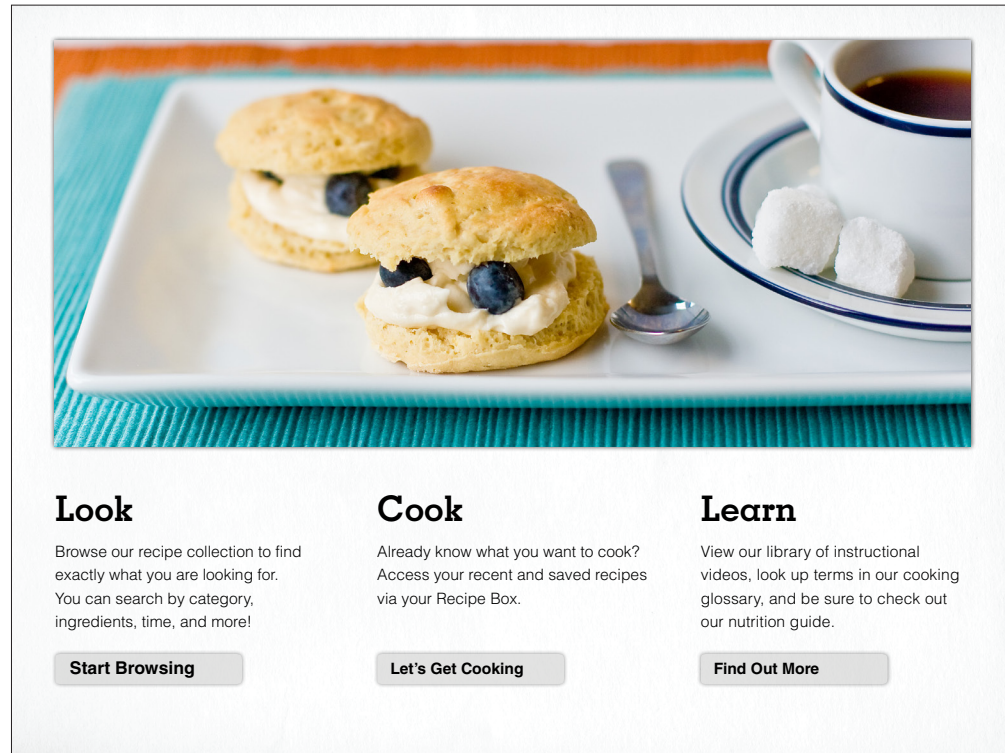 Look
Browse our recipe collection to find
exactly what you are looking for.
You can search by category,
ingredients, time, and more!
Start Browsing
Cook
Already know what you want to cook?
Access your recent and saved recipes
via your Recipe Box.
Let’s Get Cooking
Learn
View our library of instructional
videos, look up terms in our cooking
glossary, and be sure to check out
our nutrition guide.
Find Out More